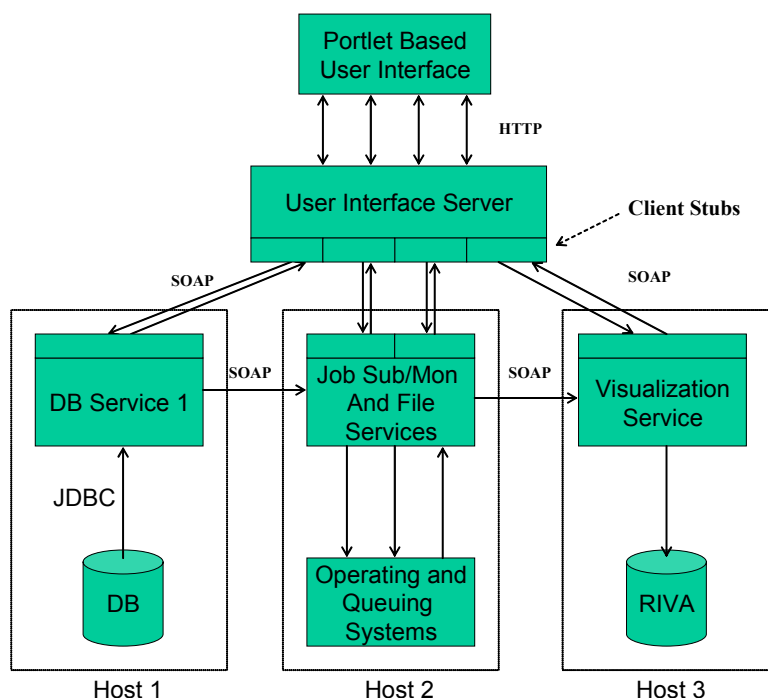 Portlet Based
User Interface
HTTP
User Interface Server
Client Stubs
SOAP
SOAP
DB Service 1
SOAP
Job Sub/Mon
And File
Services
SOAP
Visualization
Service
JDBC
DB
Operating and
Queuing
Systems
RIVA
Host 1
Host 2
Host 3